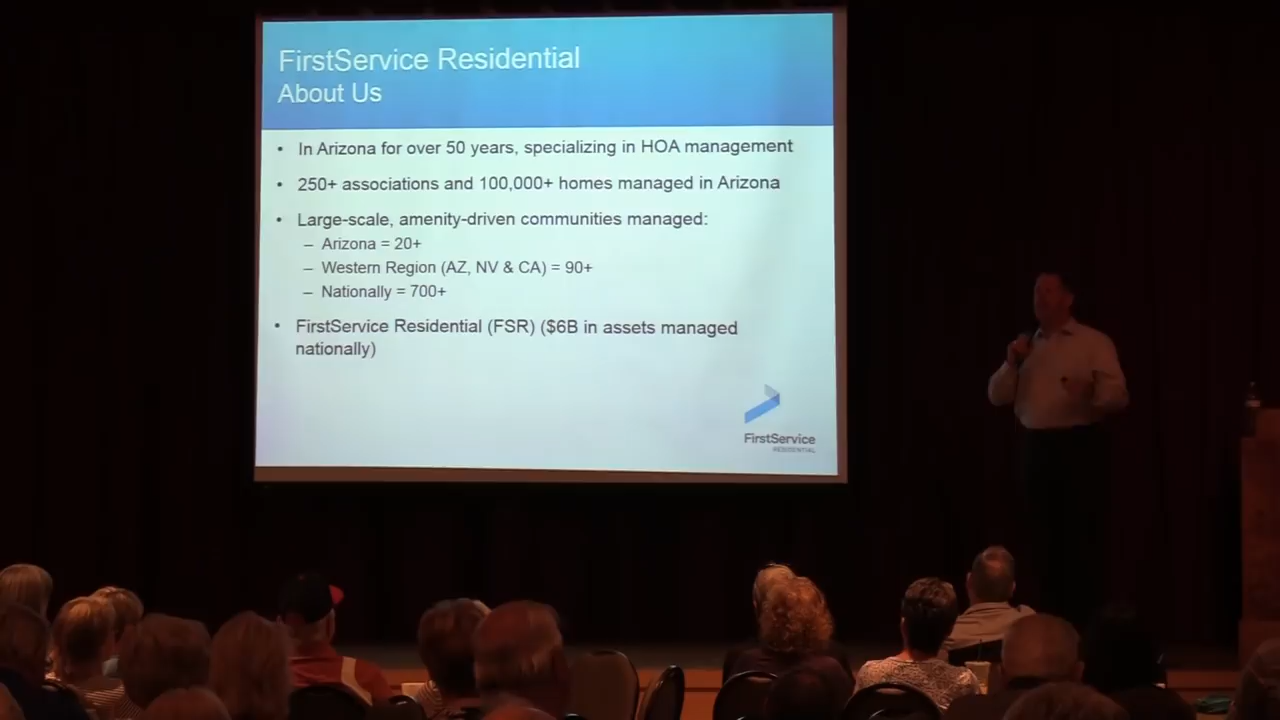 FirstService Residential
About Us
• In Arizona for over 50 years, specializing in HOA management
• 250+ associations and 100,000+ homes managed in Arizona
• Large-scale, amenity-driven communities managed:
– Arizona = 20+
– Western Region (AZ, NV & CA) = 90+
– Nationally = 700+
• FirstService Residential (FSR) ($6B in assets managed
nationally)
FirstService
RESIDENTIAL